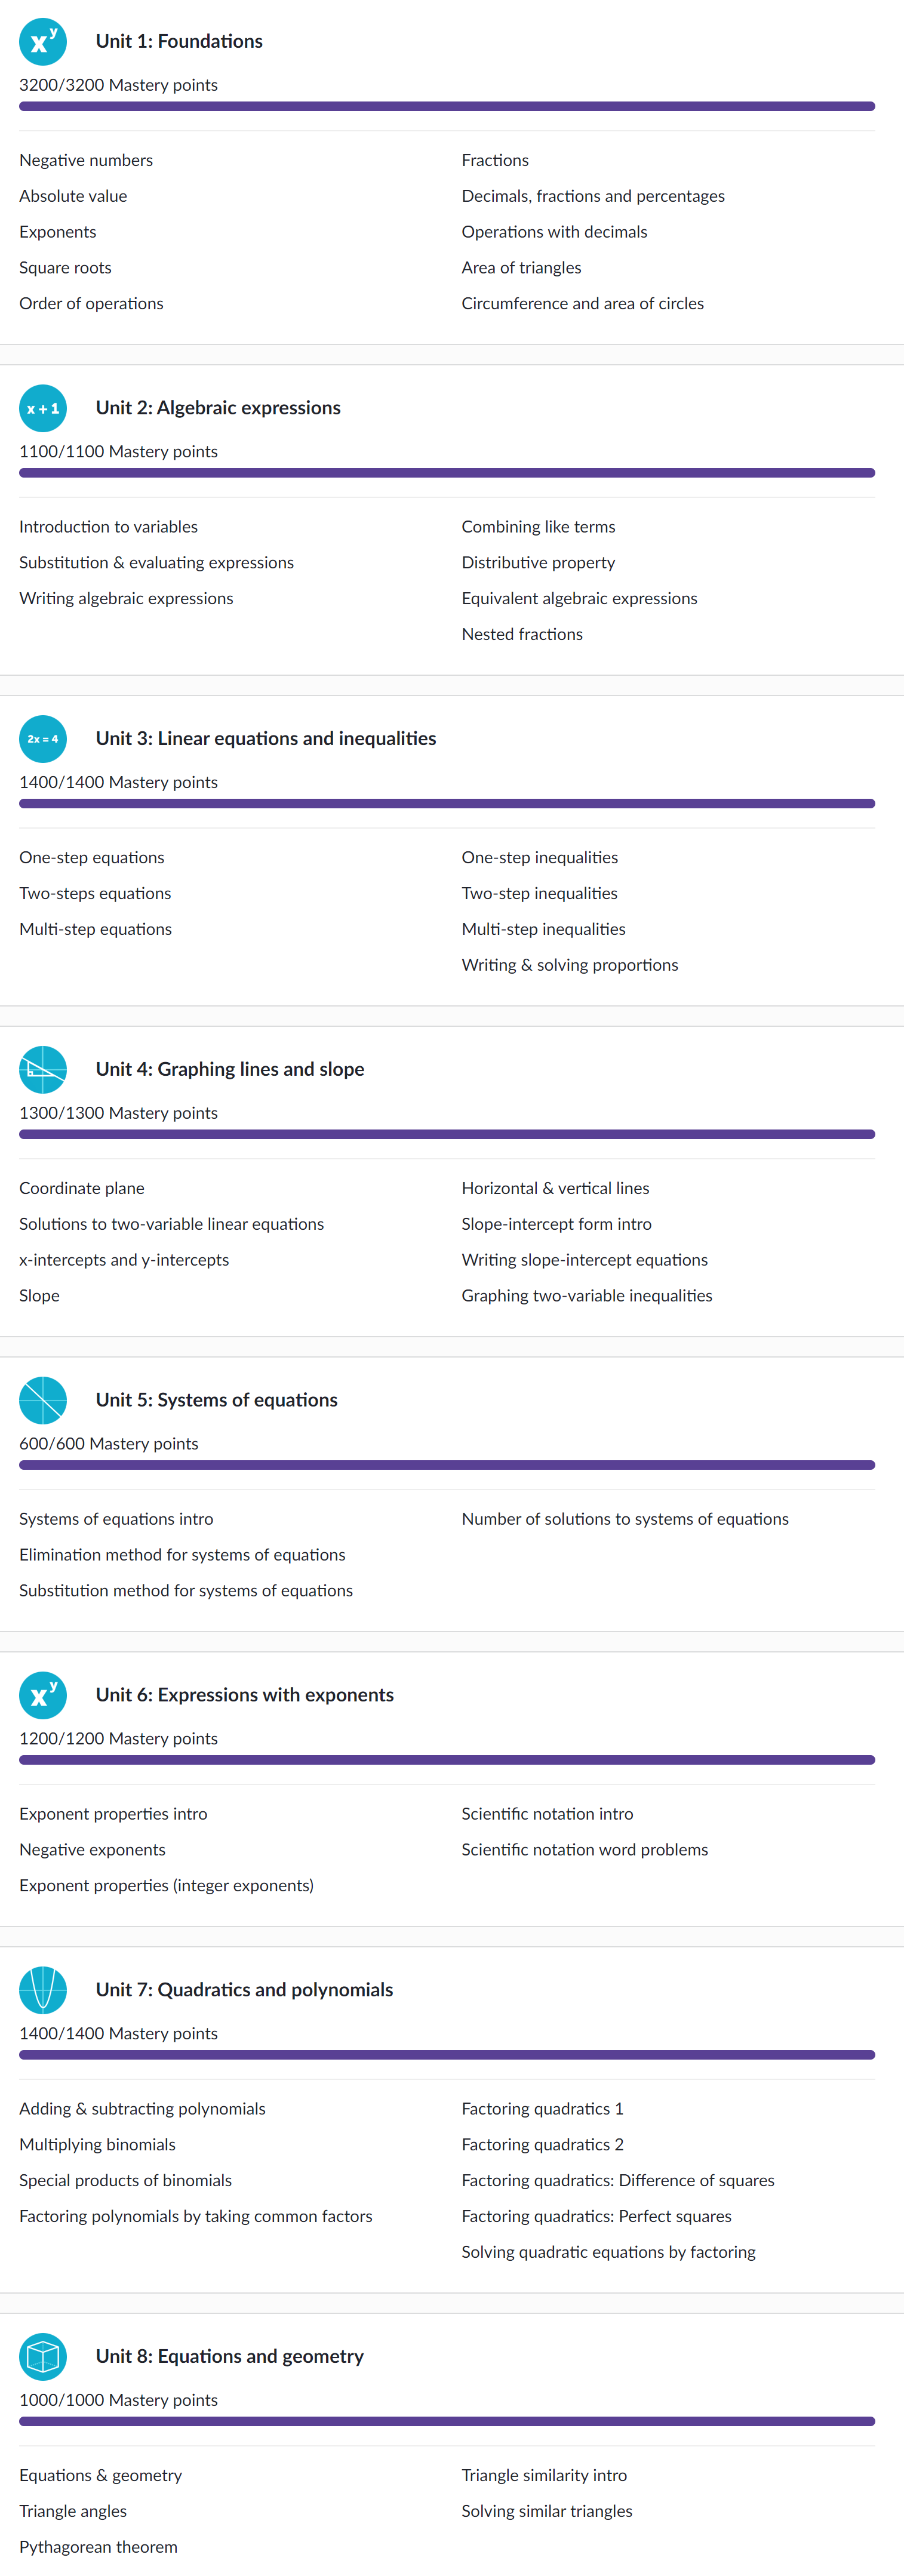 x^y
Unit 1: Foundations
3200/3200 Mastery points
Negative numbers
Absolute value
Exponents
Square roots
Order of operations
Fractions
Decimals, fractions and percentages
Operations with decimals
Area of triangles
Circumference and area of circles
x + 1
Unit 2: Algebraic expressions
1100/1100 Mastery points
Introduction to variables
Substitution & evaluating expressions
Writing algebraic expressions
Combining like terms
Distributive property
Equivalent algebraic expressions
Nested fractions
2x = 4
Unit 3: Linear equations and inequalities
1400/1400 Mastery points
One-step equations
Two-steps equations
Multi-step equations
One-step inequalities
Two-step inequalities
Multi-step inequalities
Writing & solving proportions
Unit 4: Graphing lines and slope
1300/1300 Mastery points
Coordinate plane
Solutions to two-variable linear equations
x-intercepts and y-intercepts
Slope
Horizontal & vertical lines
Slope-intercept form intro
Writing slope-intercept equations
Graphing two-variable inequalities
Unit 5: Systems of equations
600/600 Mastery points
Systems of equations intro
Elimination method for systems of equations
Substitution method for systems of equations
Number of solutions to systems of equations
x^y
Unit 6: Expressions with exponents
1200/1200 Mastery points
Exponent properties intro
Negative exponents
Exponent properties (integer exponents)
Scientific notation intro
Scientific notation word problems
Unit 7: Quadratics and polynomials
1400/1400 Mastery points
Adding & subtracting polynomials
Multiplying binomials
Special products of binomials
Factoring polynomials by taking common factors
Factoring quadratics 1
Factoring quadratics 2
Factoring quadratics: Difference of squares
Factoring quadratics: Perfect squares
Solving quadratic equations by factoring
Unit 8: Equations and geometry
1000/1000 Mastery points
Equations & geometry
Triangle angles
Pythagorean theorem
Triangle similarity intro
Solving similar triangles